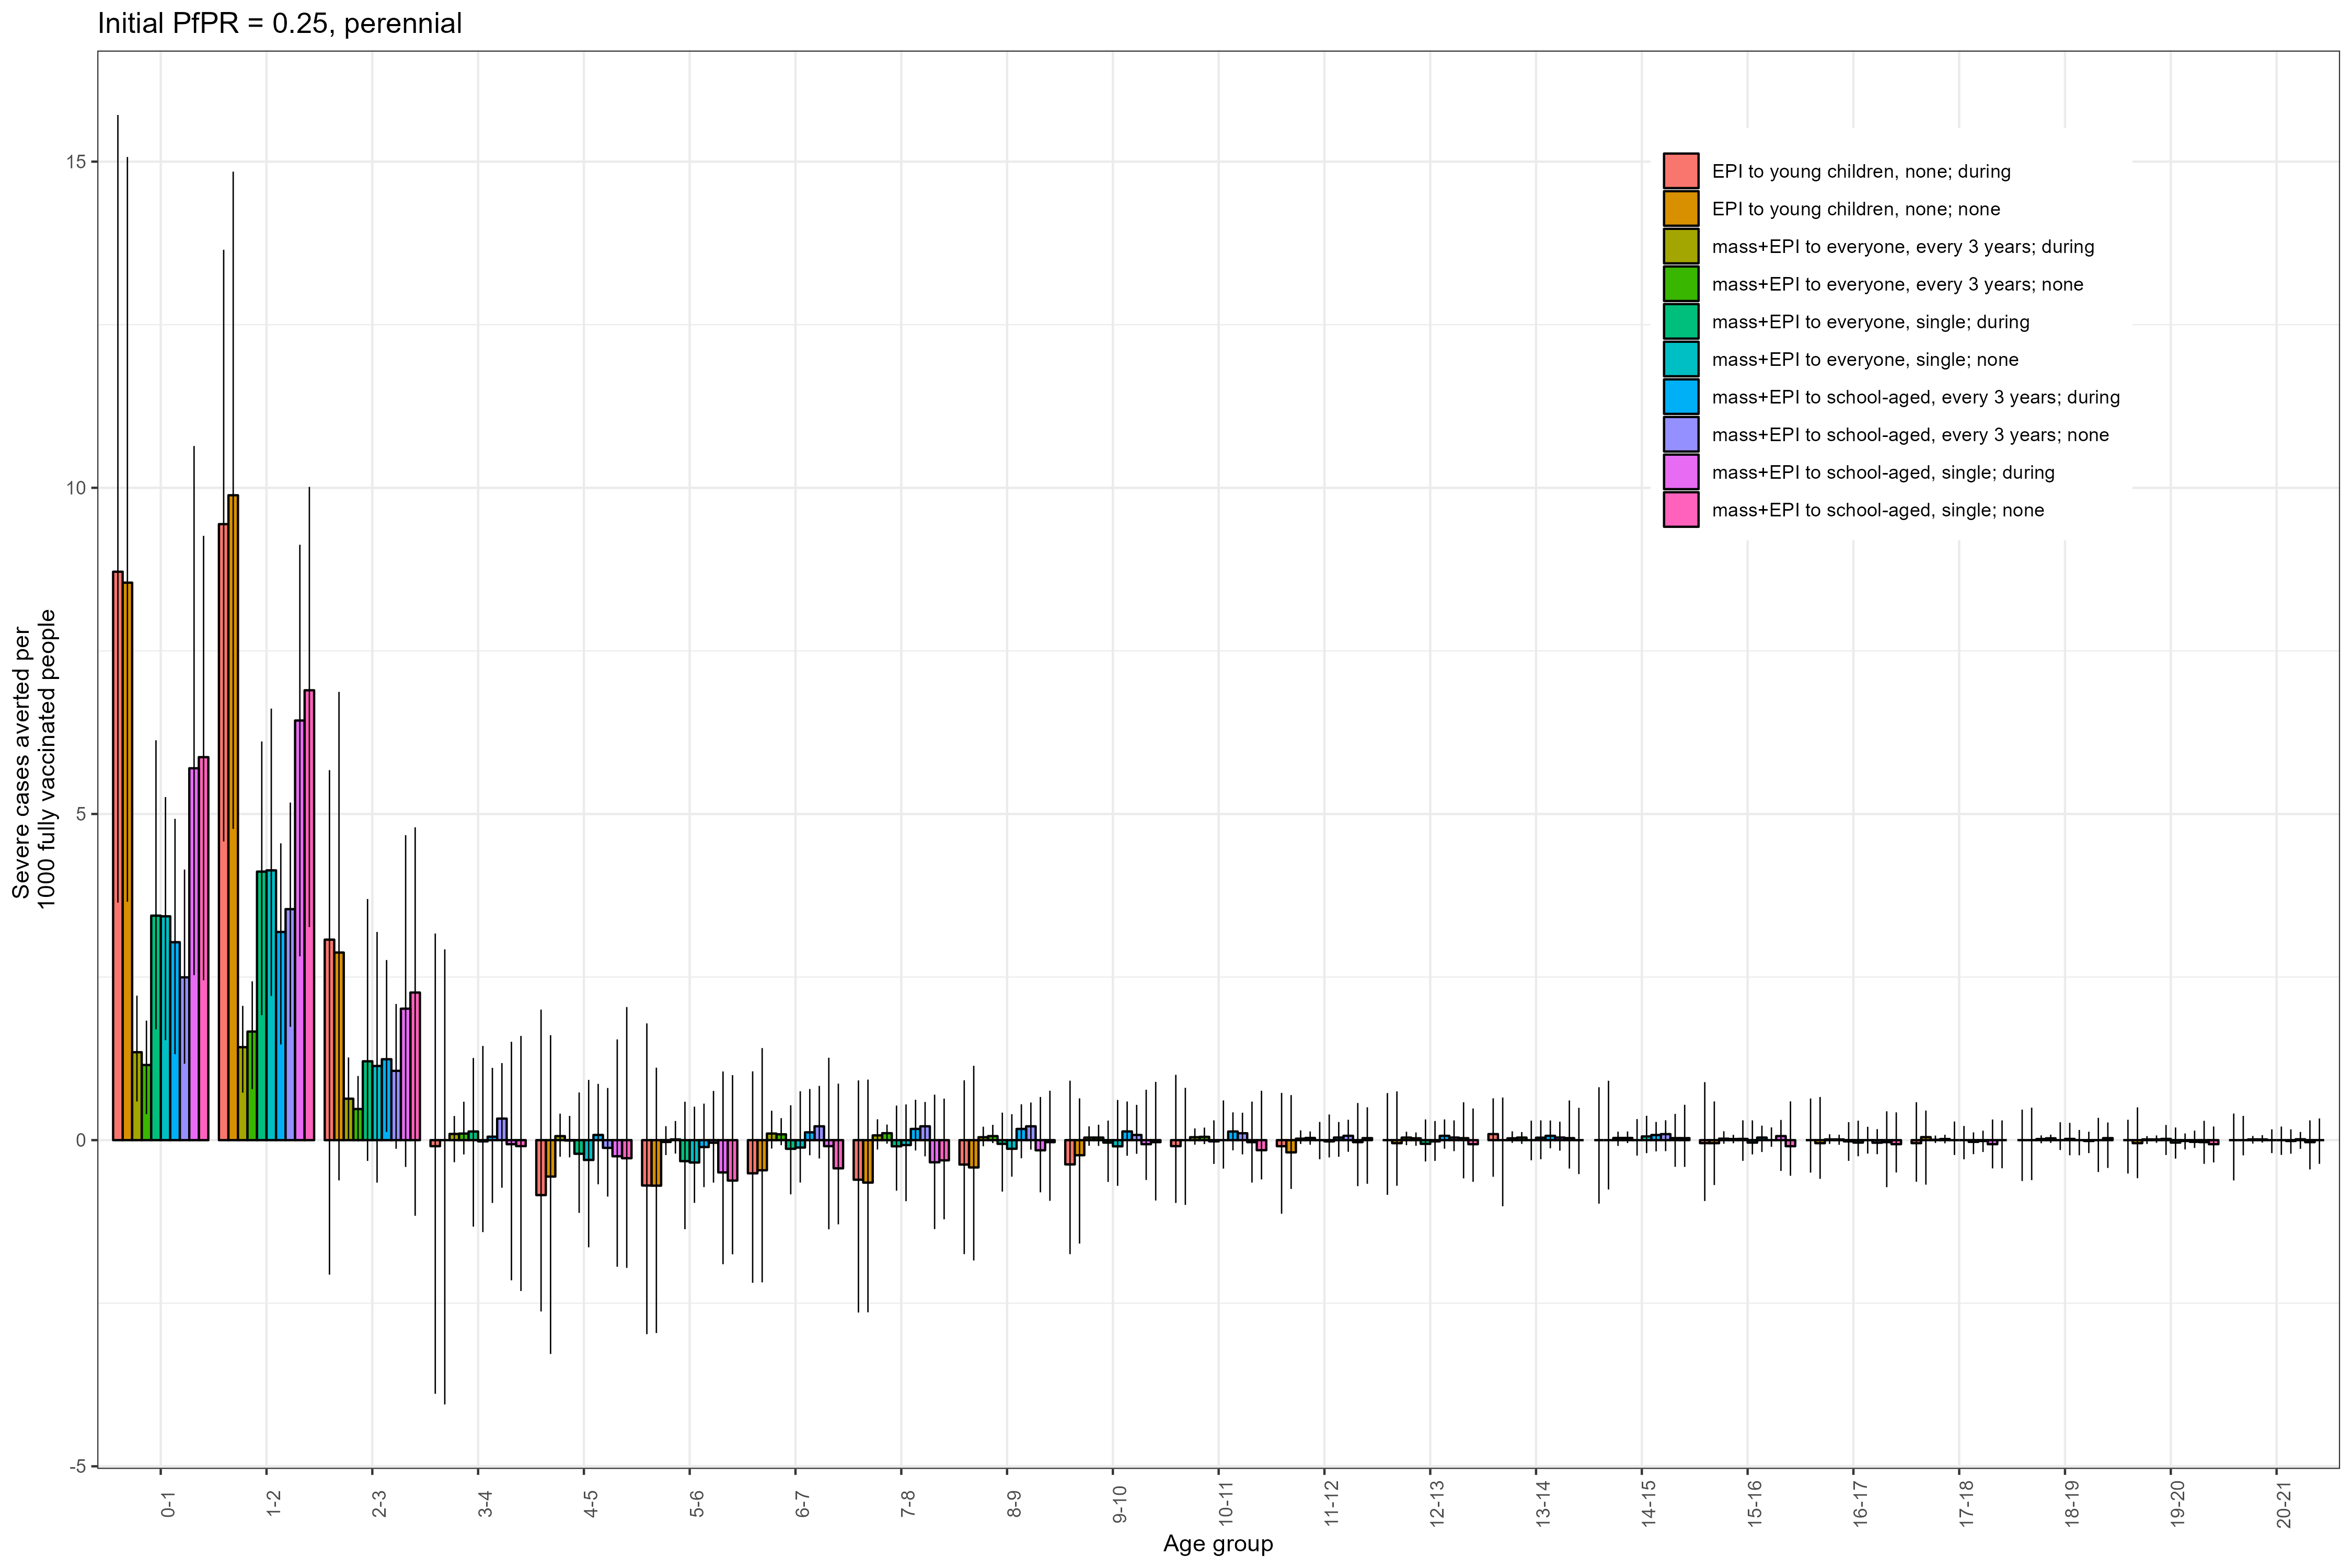 Initial PfPR = 0.25, perennial
Severe cases averted per
1000 fully vaccinated people
15
10
5
0
-5
EPI to young children, none; during
EPI to young children, none; none
mass+EPI to everyone, every 3 years; during
mass+EPI to everyone, every 3 years; none
mass+EPI to everyone, single; during
mass+EPI to everyone, single; none
mass+EPI to school-aged, every 3 years; during
mass+EPI to school-aged, every 3 years; none
mass+EPI to school-aged, single; during
mass+EPI to school-aged, single; none
0-1
1-2
2-3
3-4
4-5
5-6
6-7
7-8
8-9
9-10
10-11
11-12
12-13
13-14
14-15
15-16
16-17
17-18
18-19
19-20
20-21
Age group